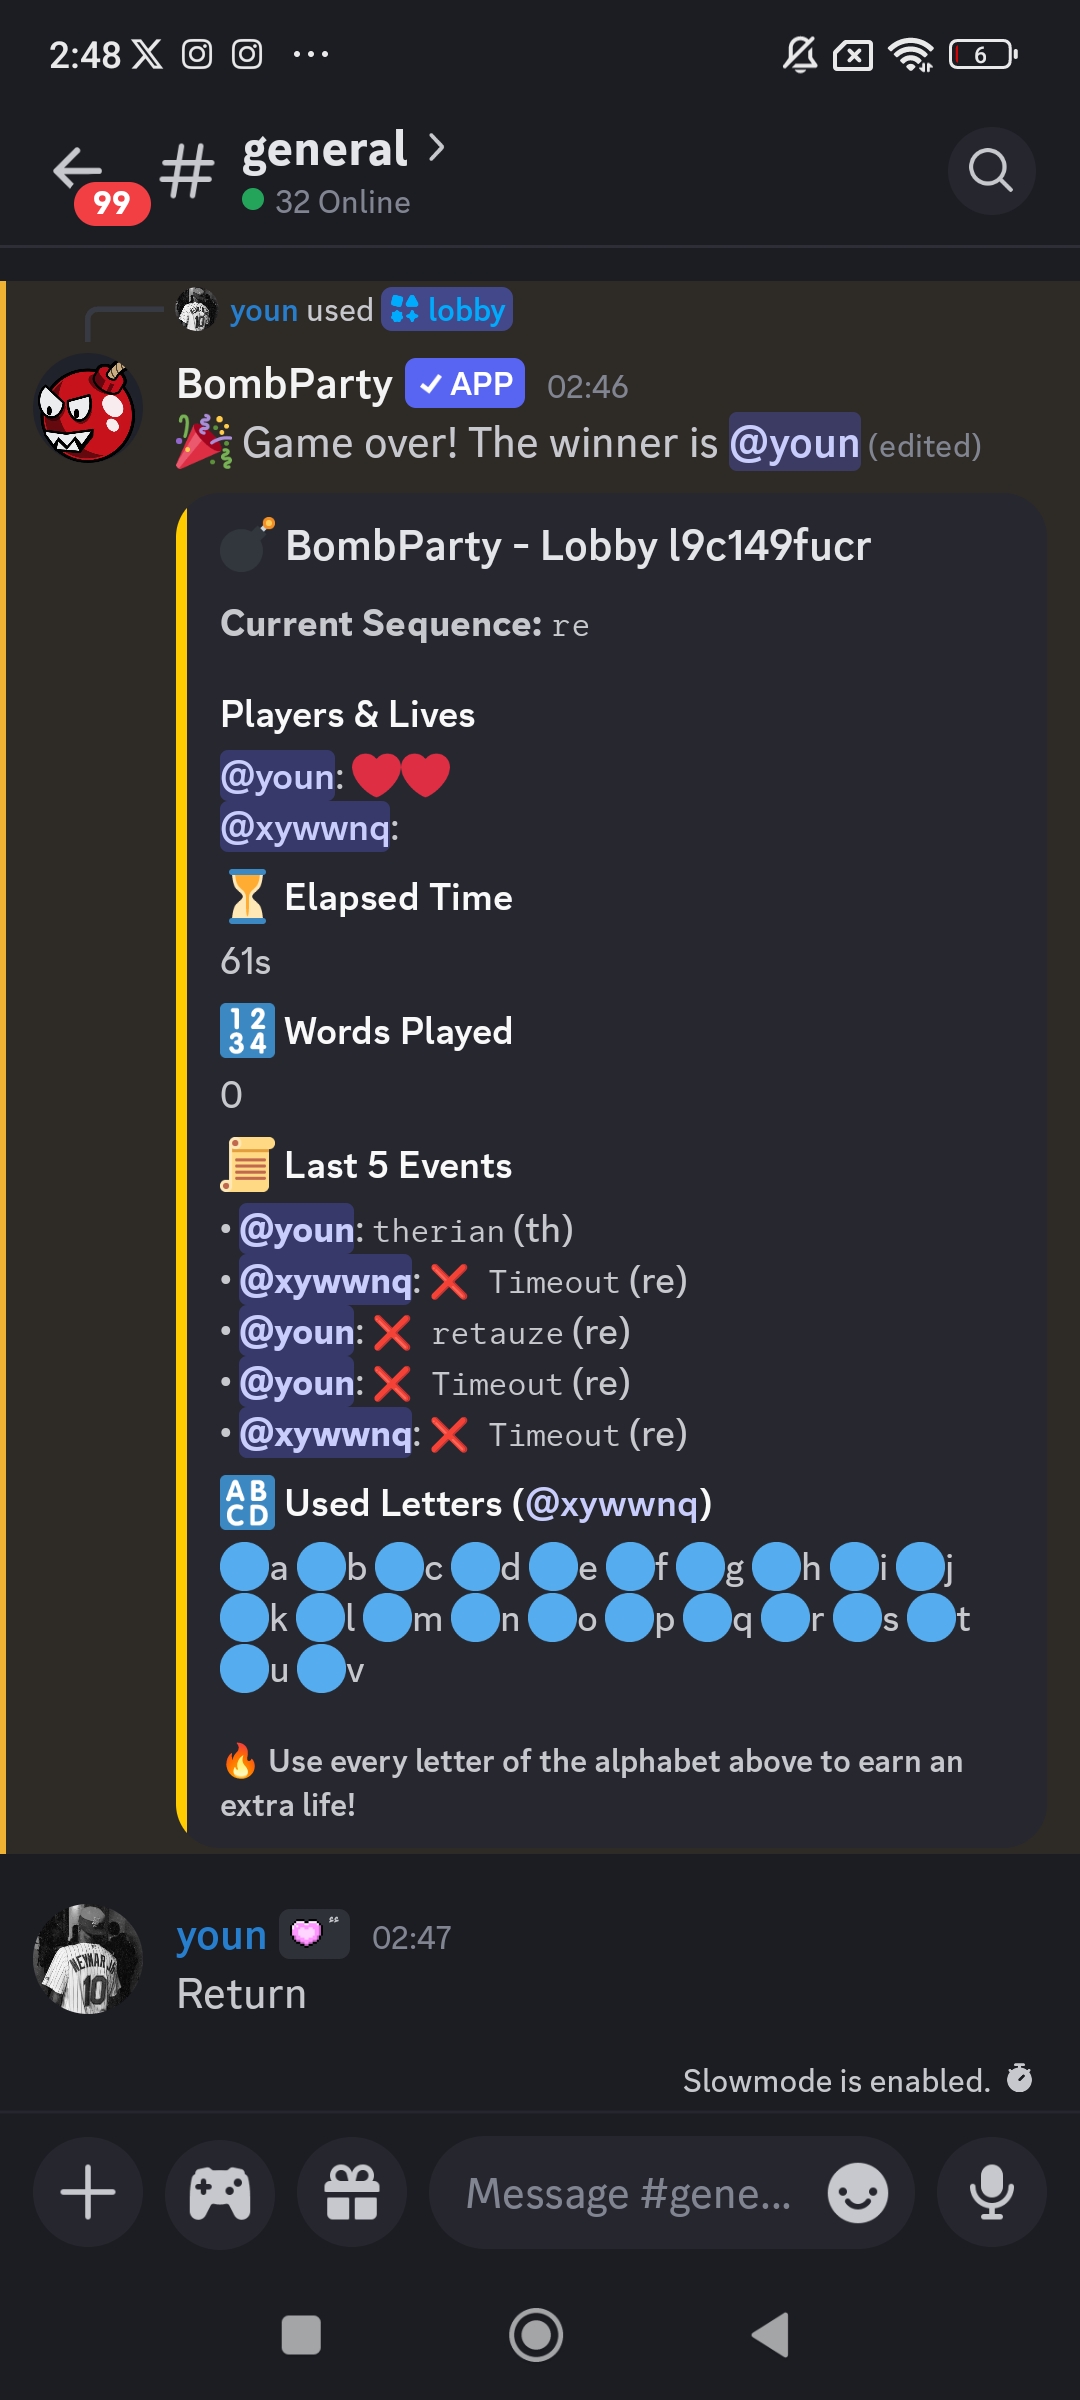 2:48
6
general
32 Online
99
youn used lobby
BombParty APP 02:46
🎉 Game over! The winner is @youn (edited)
💣 BombParty - Lobby l9c149fucr
Current Sequence: re
Players & Lives
@youn: ❤️❤️
@xywwnq:
⏳ Elapsed Time
61s
🔢 Words Played
0
📜 Last 5 Events
• @youn: therian (th)
• @xywwnq: ❌ Timeout (re)
• @youn: ❌ retauze (re)
• @youn: ❌ Timeout (re)
• @xywwnq: ❌ Timeout (re)
🔠 Used Letters (@xywwnq)
🔵a 🔵b 🔵c 🔵d 🔵e 🔵f 🔵g 🔵h 🔵i 🔵j
🔵k 🔵l 🔵m 🔵n 🔵o 🔵p 🔵q 🔵r 🔵s 🔵t
🔵u 🔵v
🔥 Use every letter of the alphabet above to earn an
extra life!
youn 02:47
NEYMAR JR
10
Return
Slowmode is enabled.
Message #gene...